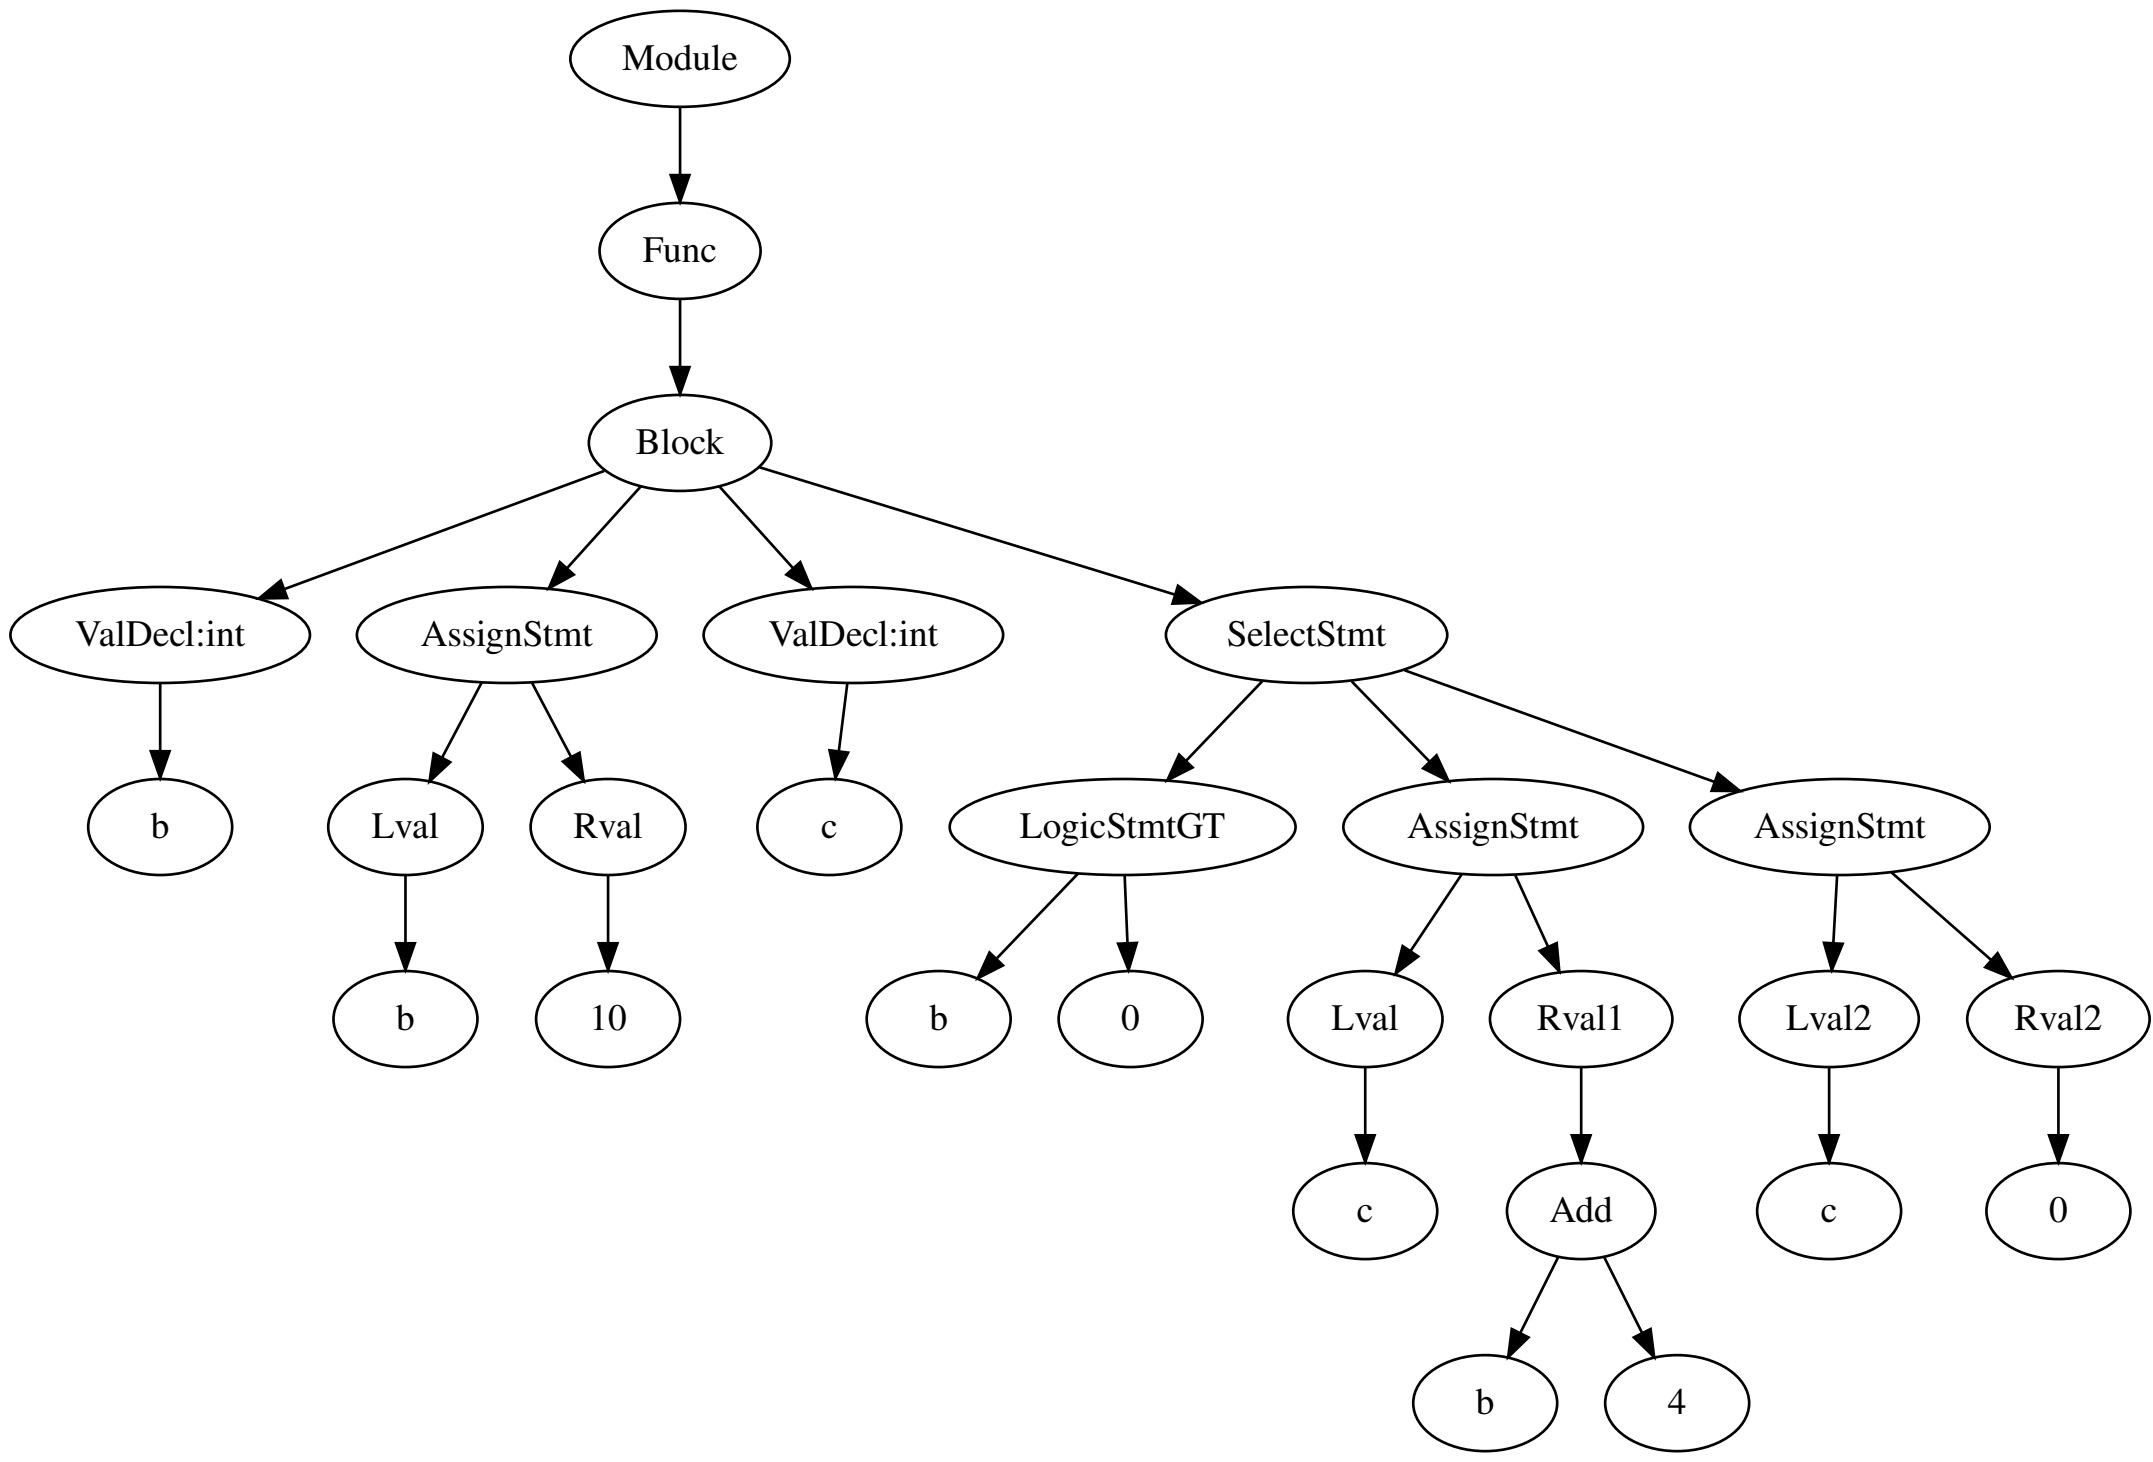 Module
Func
Block
ValDecl:int
AssignStmt
ValDecl:int
SelectStmt
b
Lval
Rval
c
LogicStmtGT
AssignStmt
AssignStmt
b
10
b
0
Lval
Rval1
Lval2
Rval2
c
Add
c
0
b
4